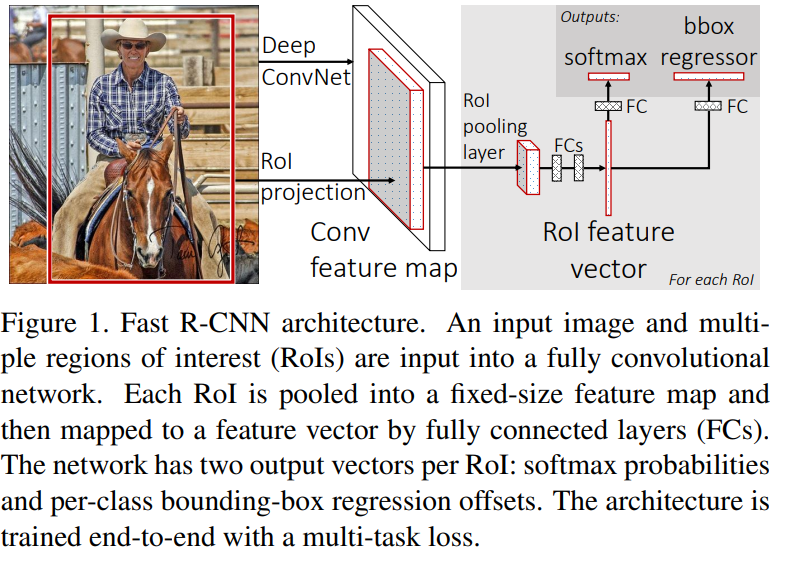 Outputs:
bbox
softmax regressor
Deep
ConvNet
RoI
projection
Conv
feature map
RoI
pooling
layer
FCs
FC
FC
RoI feature
vector
For each RoI
Figure 1. Fast R-CNN architecture. An input image and multi-
ple regions of interest (RoIs) are input into a fully convolutional
network. Each RoI is pooled into a fixed-size feature map and
then mapped to a feature vector by fully connected layers (FCs).
The network has two output vectors per RoI: softmax probabilities
and per-class bounding-box regression offsets. The architecture is
trained end-to-end with a multi-task loss.